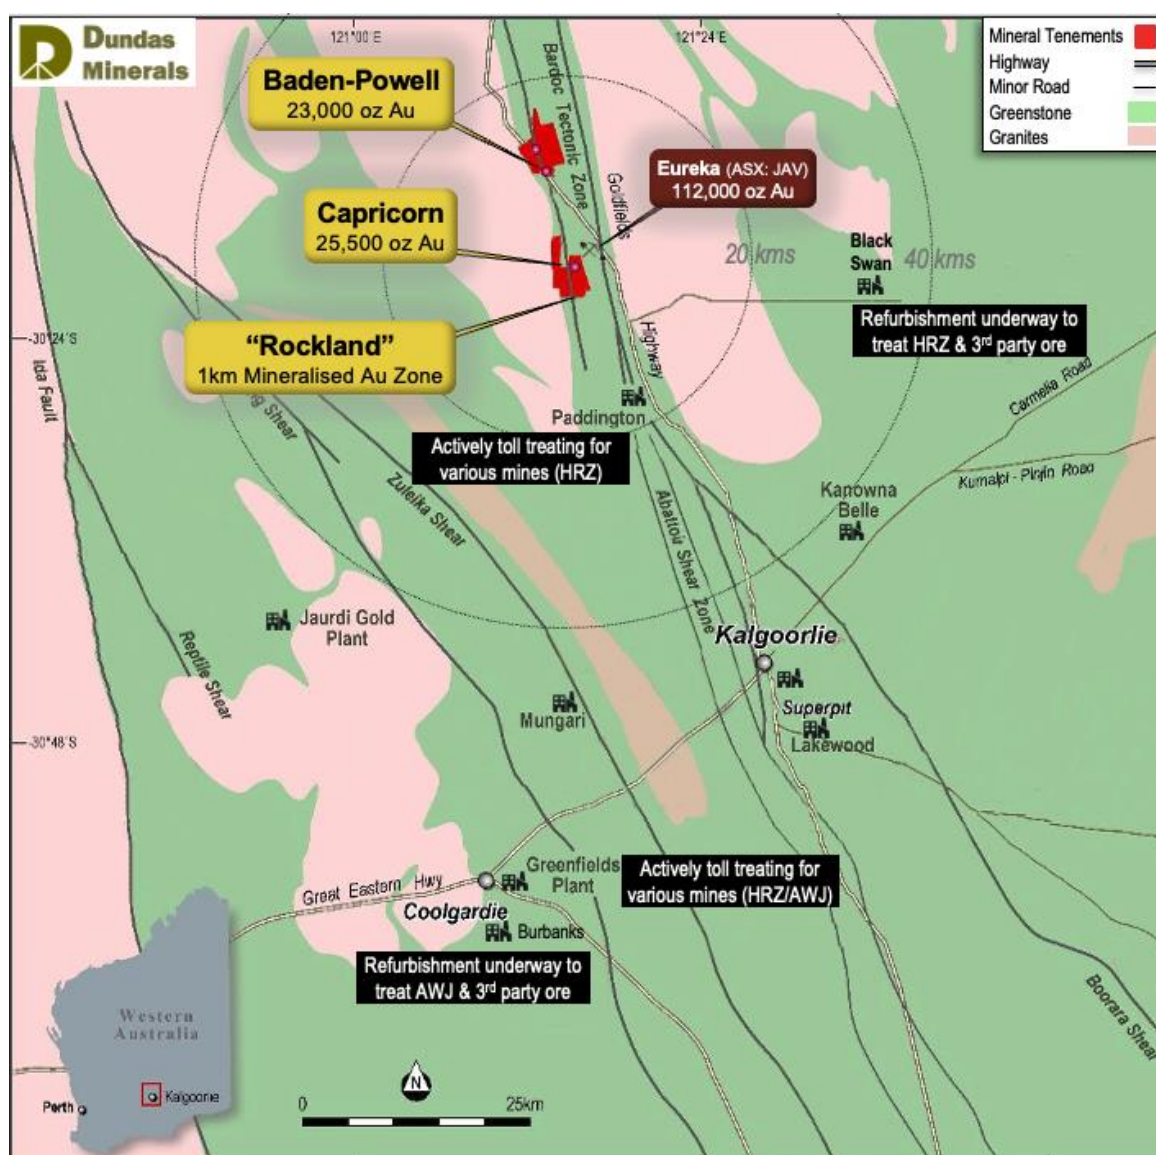 Dundas
Minerals
121°00 E
121°24 E
Mineral Tenements
Highway
Minor Road
Greenstone
Granites
Baden-Powell
23,000 oz Au
Bardoc Tectonic Zone
Eureka (ASX: JAV)
112,000 oz Au
Capricorn
25,500 oz Au
Goldfields
Highway
20 kms
40 kms
Black
Swan
Refurbishment underway to
treat HRZ & 3rd party ore
-30°24'S
"Rockland"
1km Mineralised Au Zone
Ida Fault
Shear
Paddington
Actively toll treating for
various mines (HRZ)
Carmelia Road
Kurnalpi - Pinjin Road
Zuleika Shear
Kanowna
Belle
Abattoir Shear Zone
Jaurdi Gold
Plant
Kalgoorlie
Reptile Shear
Mungari
Superpit
Lakewood
-30°48'S
Greenfields
Plant
Actively toll treating for
various mines (HRZ/AWJ)
Great Eastern Hwy
Coolgardie
Burbanks
Refurbishment underway to
treat AWJ & 3rd party ore
Boorara Shear
Western
Australia
Perth
Kalgoorlie
N
0
25km